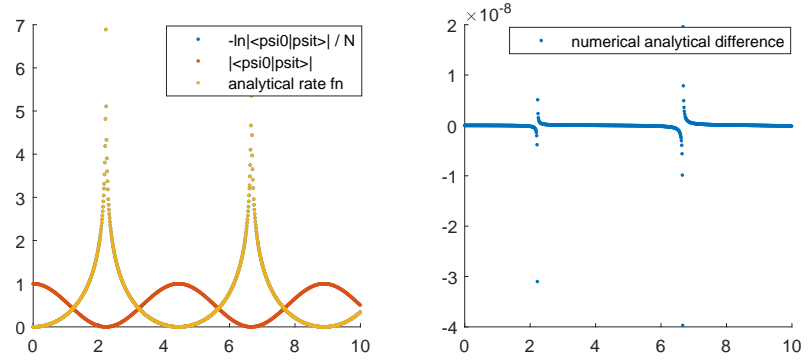 7
6
5
4
3
2
1
0
0 2 4 6 8 10
-ln|<psi0|psit>| / N
|<psi0|psit>|
analytical rate fn
×10⁻⁸
2
1
0
-1
-2
-3
-4
0 2 4 6 8 10
numerical analytical difference